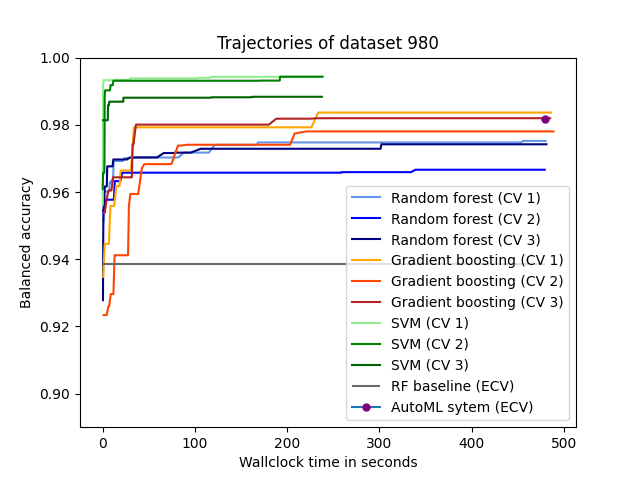 Trajectories of dataset 980
1.00
0.98
0.96
0.94
0.92
0.90
Balanced accuracy
Random forest (CV 1)
Random forest (CV 2)
Random forest (CV 3)
Gradient boosting (CV 1)
Gradient boosting (CV 2)
Gradient boosting (CV 3)
SVM (CV 1)
SVM (CV 2)
SVM (CV 3)
RF baseline (ECV)
AutoML sytem (ECV)
0 100 200 300 400 500
Wallclock time in seconds